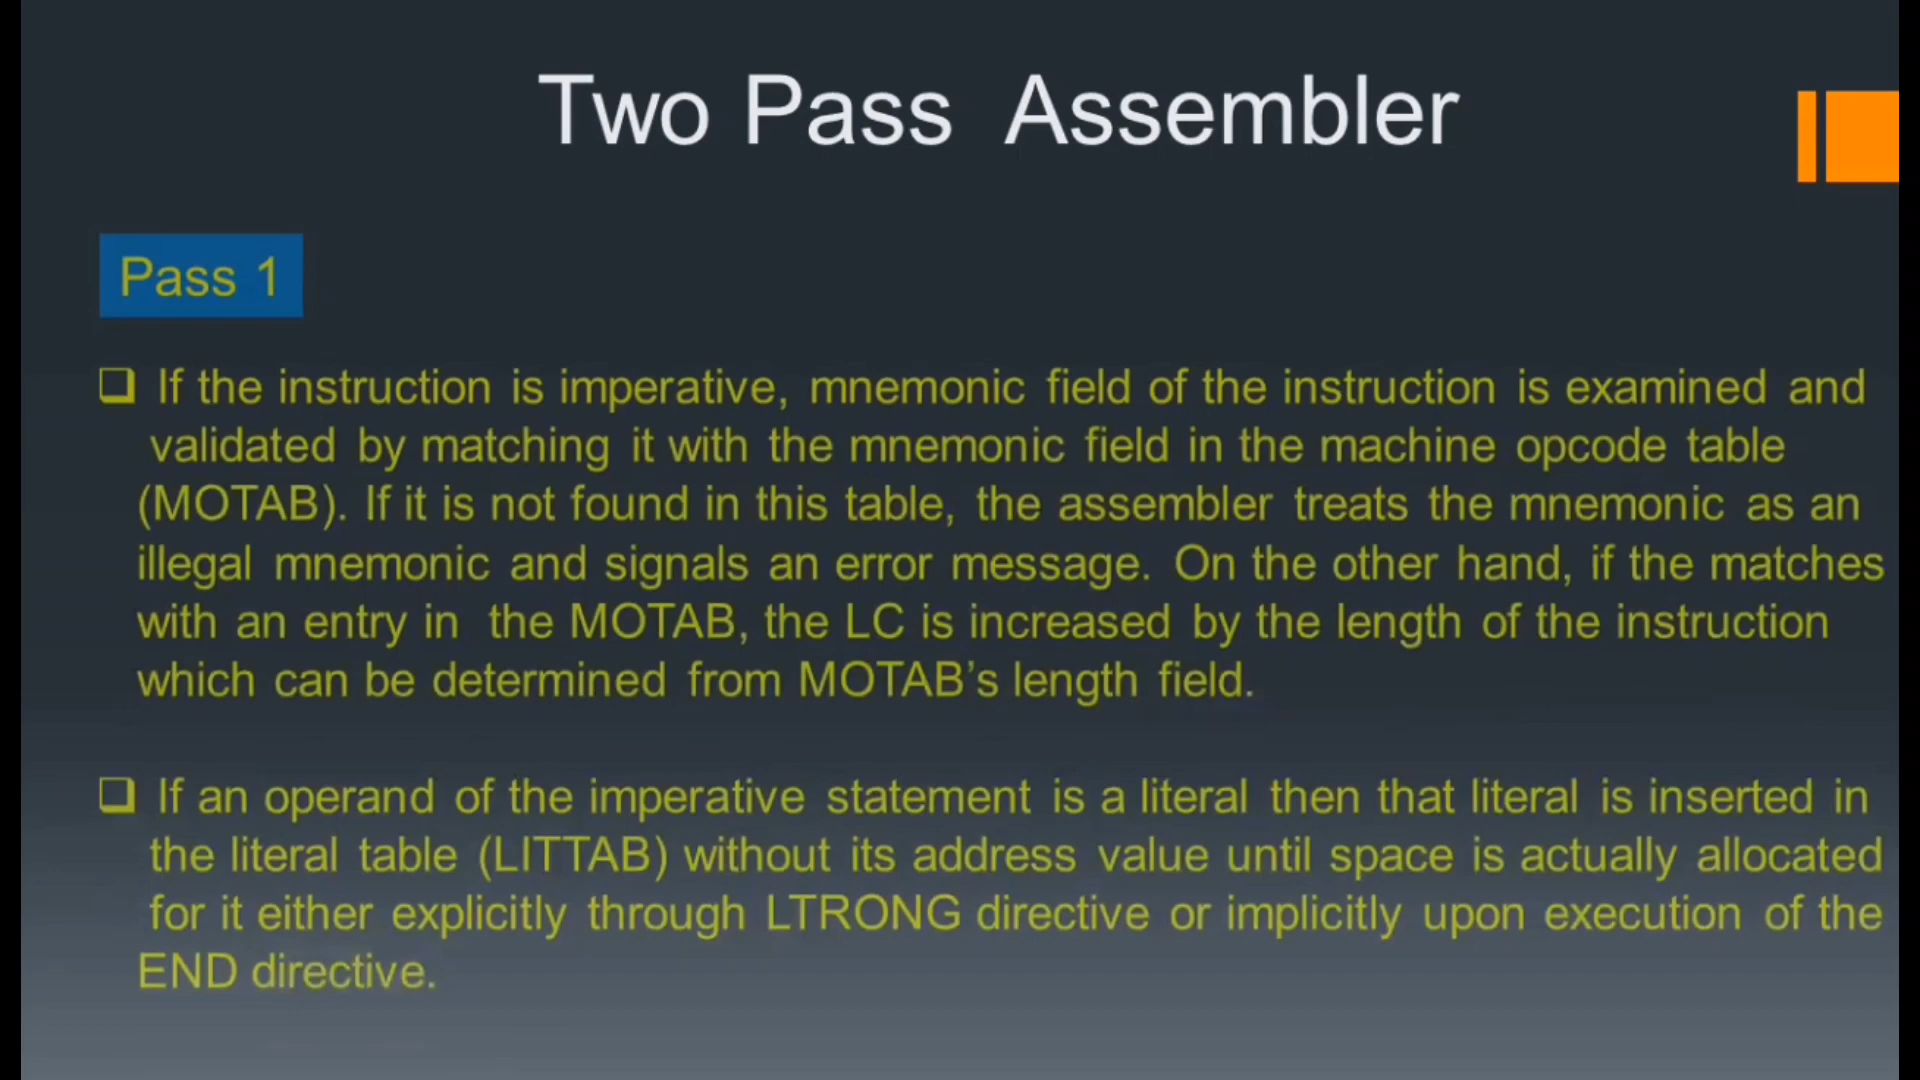 Two Pass Assembler
Pass 1
❑ If the instruction is imperative, mnemonic field of the instruction is examined and
validated by matching it with the mnemonic field in the machine opcode table
(MOTAB). If it is not found in this table, the assembler treats the mnemonic as an
illegal mnemonic and signals an error message. On the other hand, if the matches
with an entry in the MOTAB, the LC is increased by the length of the instruction
which can be determined from MOTAB’s length field.
❑ If an operand of the imperative statement is a literal then that literal is inserted in
the literal table (LITTAB) without its address value until space is actually allocated
for it either explicitly through LTRONG directive or implicitly upon execution of the
END directive.